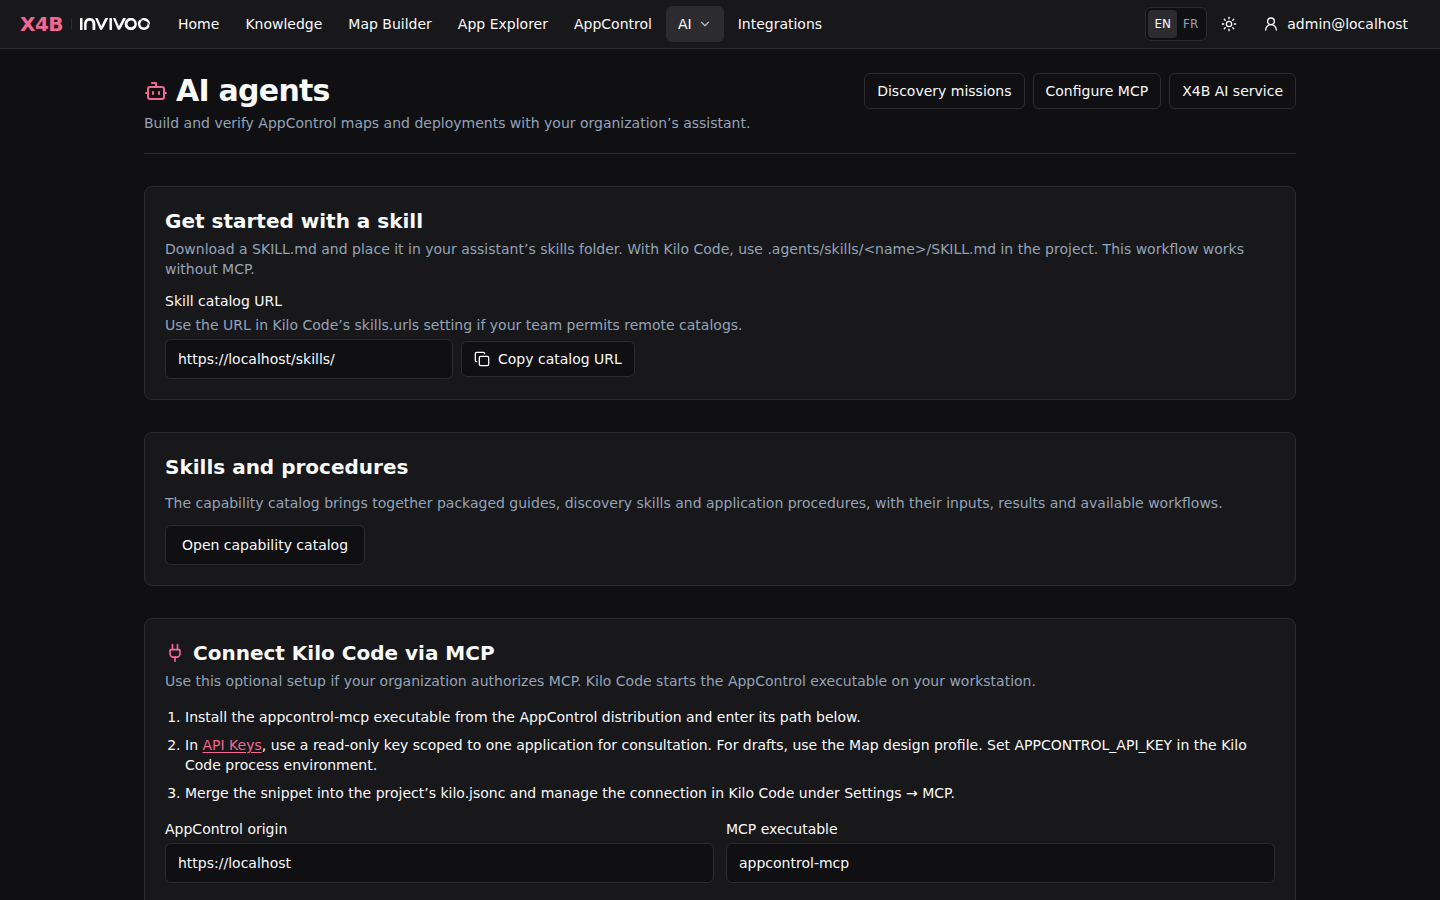 X4B INVIVOO Home Knowledge Map Builder App Explorer AppControl AI Integrations EN FR admin@localhost
AI agents
Discovery missions Configure MCP X4B AI service
Build and verify AppControl maps and deployments with your organization’s assistant.
Get started with a skill
Download a SKILL.md and place it in your assistant’s skills folder. With Kilo Code, use .agents/skills/<name>/SKILL.md in the project. This workflow works
without MCP.
Skill catalog URL
Use the URL in Kilo Code’s skills.urls setting if your team permits remote catalogs.
https://localhost/skills/ Copy catalog URL
Skills and procedures
The capability catalog brings together packaged guides, discovery skills and application procedures, with their inputs, results and available workflows.
Open capability catalog
Connect Kilo Code via MCP
Use this optional setup if your organization authorizes MCP. Kilo Code starts the AppControl executable on your workstation.
1. Install the appcontrol-mcp executable from the AppControl distribution and enter its path below.
2. In API Keys, use a read-only key scoped to one application for consultation. For drafts, use the Map design profile. Set APPCONTROL_API_KEY in the Kilo
Code process environment.
3. Merge the snippet into the project’s kilo.jsonc and manage the connection in Kilo Code under Settings → MCP.
AppControl origin MCP executable
https://localhost appcontrol-mcp